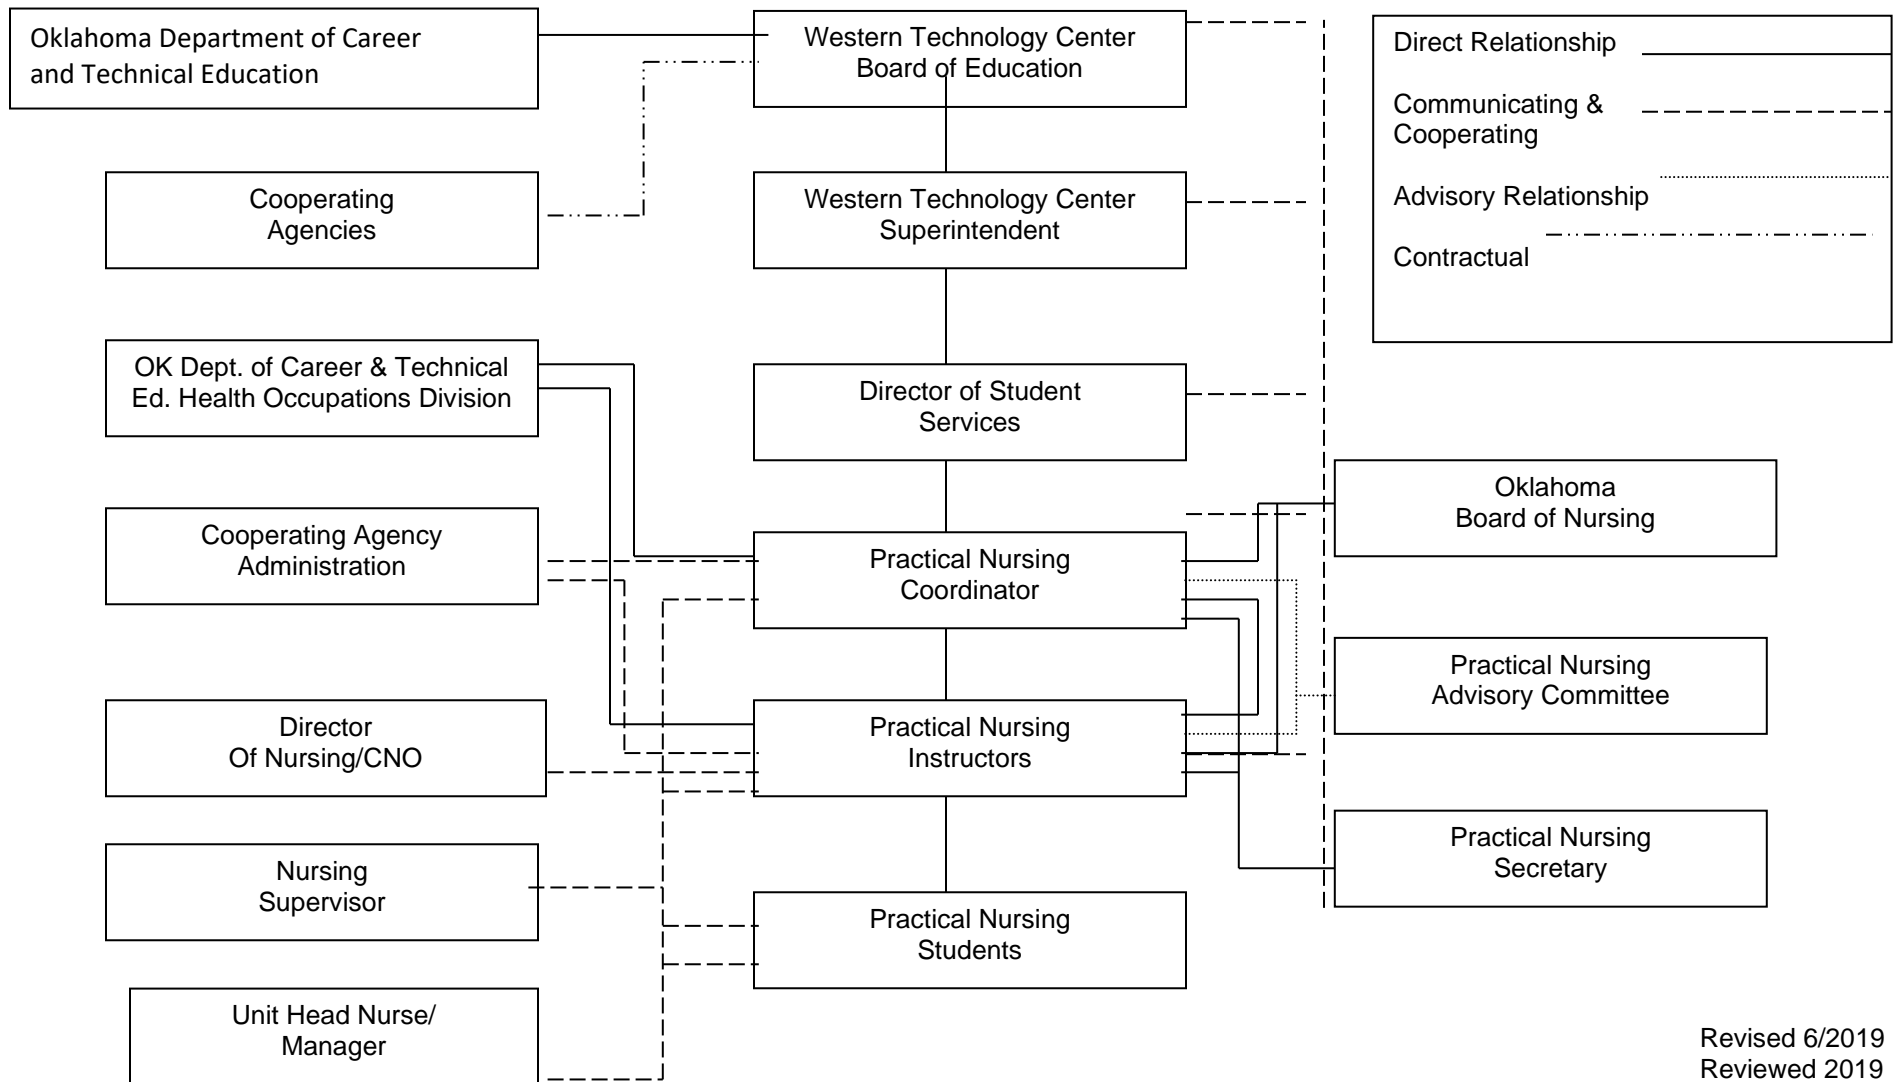 Oklahoma Department of Career
and Technical Education
Western Technology Center
Board of Education
Direct Relationship
Communicating &
Cooperating
Advisory Relationship
Contractual
Cooperating
Agencies
Western Technology Center
Superintendent
OK Dept. of Career & Technical
Ed. Health Occupations Division
Director of Student
Services
Oklahoma
Board of Nursing
Cooperating Agency
Administration
Practical Nursing
Coordinator
Practical Nursing
Advisory Committee
Director
Of Nursing/CNO
Practical Nursing
Instructors
Practical Nursing
Secretary
Nursing
Supervisor
Practical Nursing
Students
Unit Head Nurse/
Manager
Revised 6/2019
Reviewed 2019